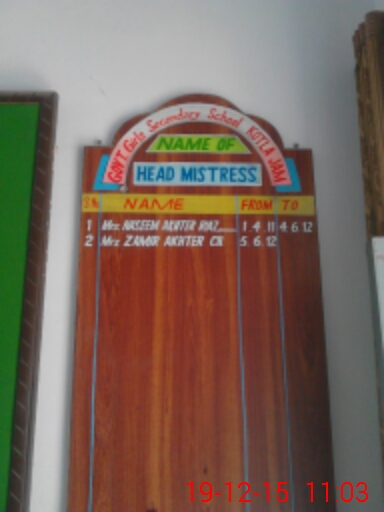 GOVT Girls Secondary School KOTLA JAM
NAME OF
HEAD MISTRESS
S.N NAME FROM TO
1 Mrs: NASEEM AKHTER 1.4.11 4.6.12
2 Mrs ZAMIR AKHTER 5.6.12
19-12-15 11:03